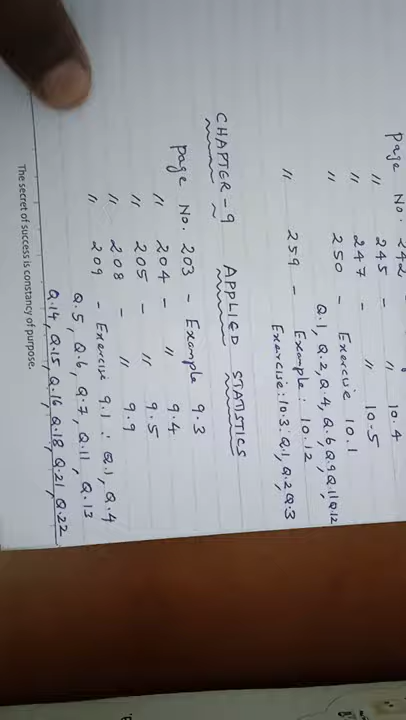 Page No. 242
" 245 - " 10.4
" 247 - " 10.5
" 250 - Exercise 10.1
Q.1, Q.2, Q.4, Q.6 Q.9 Q.11 Q.12
" 259 - Example: 10.12
Exercise: 10.3: Q.1, Q.2 Q.3
CHAPTER-9 APPLIED STATISTICS
Page No. 203 - Example 9.3
" 204 - " 9.4
" 205 - " 9.5
" 208 - " 9.9
" 209 - Exercise 9.1: Q.1, Q.4
Q.5, Q.6, Q.7, Q.11, Q.13
Q.14, Q.15, Q.16 Q.18, Q.21, Q.22
The secret of success is constancy of purpose.